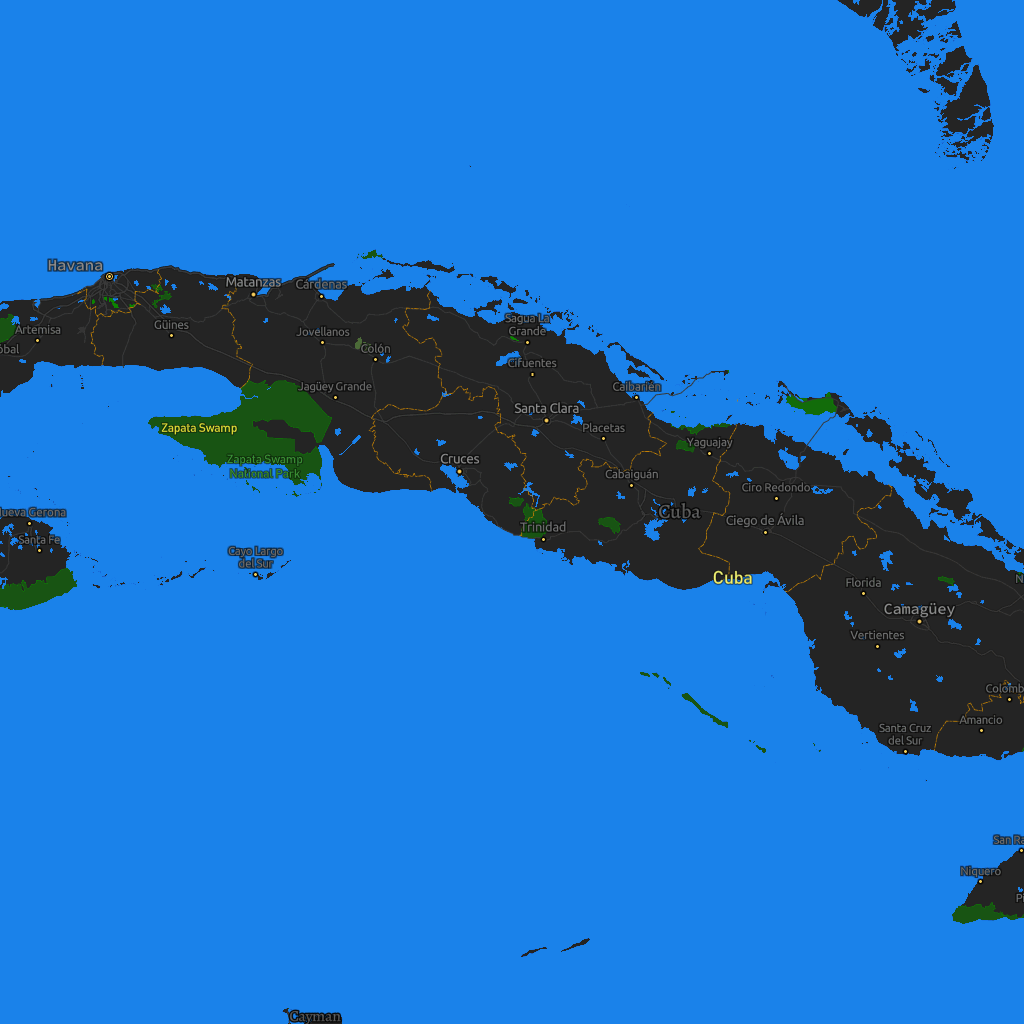 Havana
Matanzas
Cárdenas
Artemisa
Güines
Jovellanos
Colón
Sagua La
Grande
Cifuentes
Jagüey Grande
Caibarién
Santa Clara
Zapata Swamp
Placetas
Yaguajay
Zapata Swamp
National Park
Cruces
Cabaiguán
Ciro Redondo
Cuba
Ciego de Ávila
Trinidad
Nueva Gerona
Santa Fe
Cayo Largo
del Sur
Cuba
Florida
Camagüey
Vertientes
Colomb
Amancio
Santa Cruz
del Sur
San Ra
Niquero
Pi
Cayman